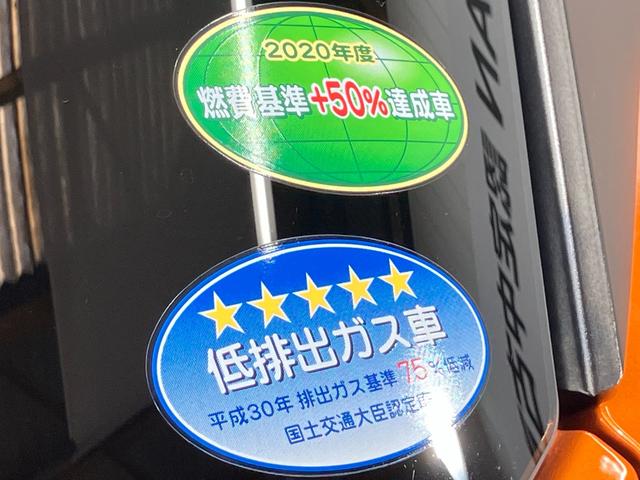 2020年度
燃費基準+50%達成車
低排出ガス車
平成30年 排出ガス基準 75%低減
国土交通大臣認定車